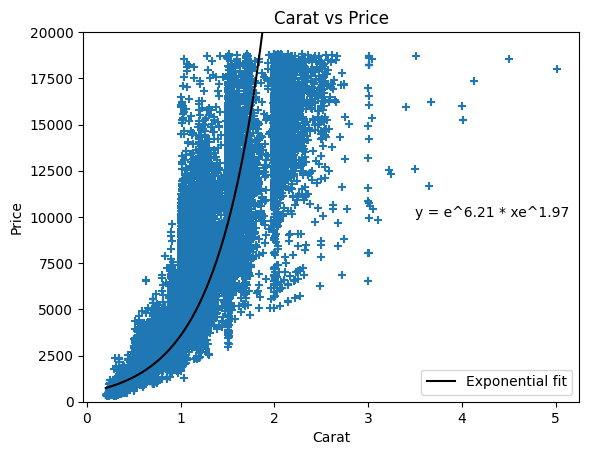 Carat vs Price
20000
17500
15000
12500
10000
7500
5000
2500
0
Price
y = e^6.21 * xe^1.97
Exponential fit
0 1 2 3 4 5
Carat